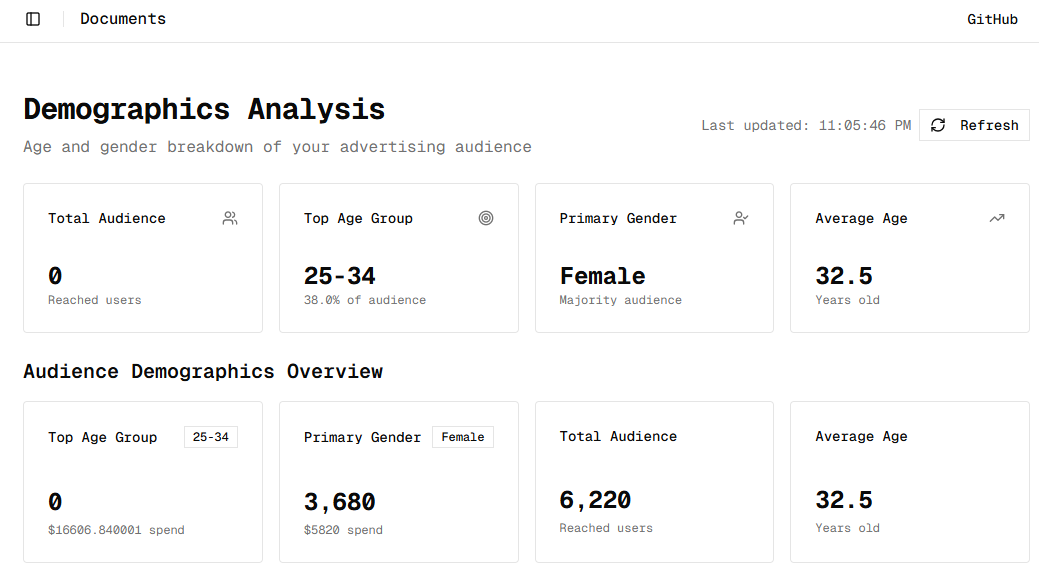 Documents
GitHub
Demographics Analysis
Age and gender breakdown of your advertising audience
Last updated: 11:05:46 PM
Refresh
Total Audience
0
Reached users
Top Age Group
25-34
38.0% of audience
Primary Gender
Female
Majority audience
Average Age
32.5
Years old
Audience Demographics Overview
Top Age Group
25-34
0
$16606.840001 spend
Primary Gender
Female
3,680
$5820 spend
Total Audience
6,220
Reached users
Average Age
32.5
Years old